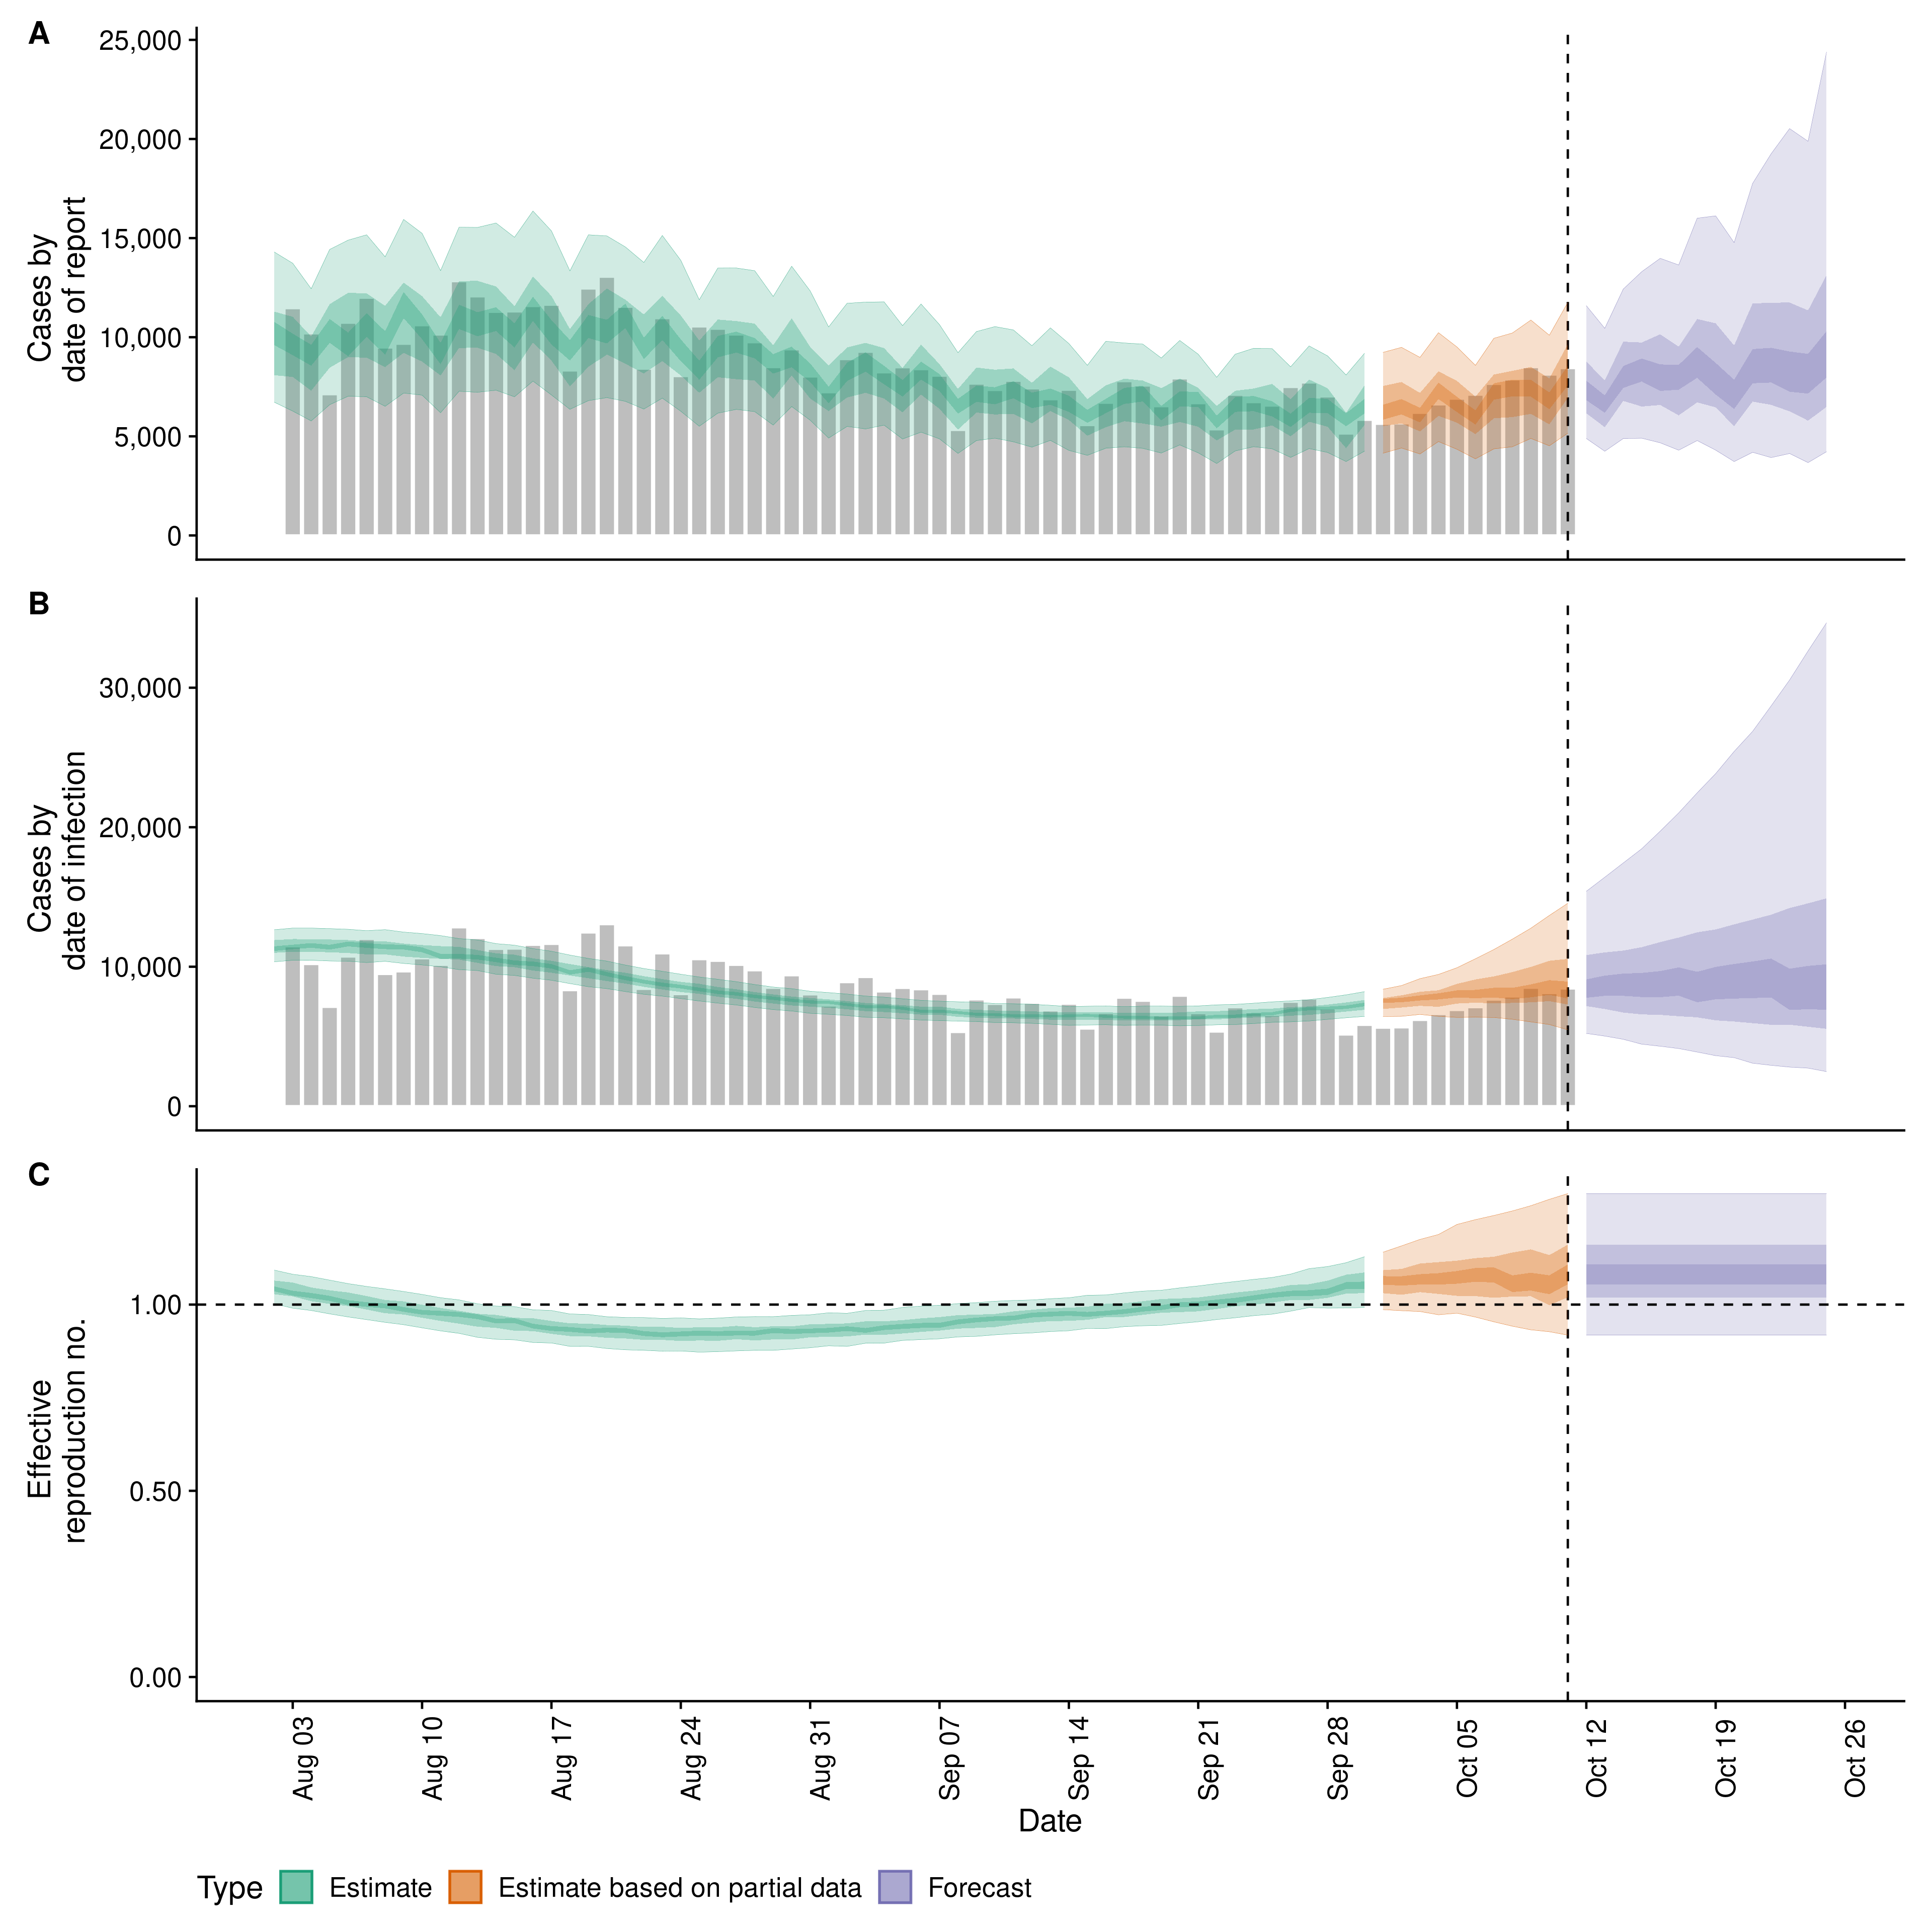 A
25,000
20,000
15,000
10,000
5,000
0
Cases by
date of report
B
30,000
20,000
10,000
0
Cases by
date of infection
C
1.00
0.50
0.00
Effective
reproduction no.
Aug 03
Aug 10
Aug 17
Aug 24
Aug 31
Sep 07
Sep 14
Sep 21
Sep 28
Oct 05
Oct 12
Oct 19
Oct 26
Date
Type Estimate Estimate based on partial data Forecast